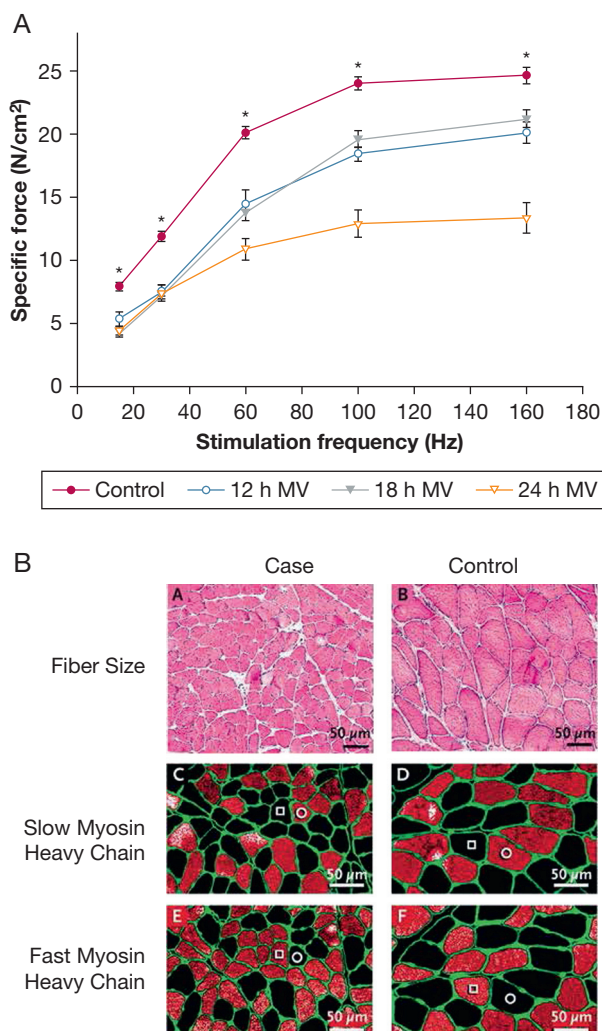 A
Specific force (N/cm²)
25
20
15
10
5
0
* * * * *
0 20 40 60 80 100 120 140 160 180
Stimulation frequency (Hz)
Control 12 h MV 18 h MV 24 h MV
B
Case Control
Fiber Size
A
50 µm
B
50 µm
Slow Myosin
Heavy Chain
C
50 µm
D
50 µm
Fast Myosin
Heavy Chain
E
50 µm
F
50 µm